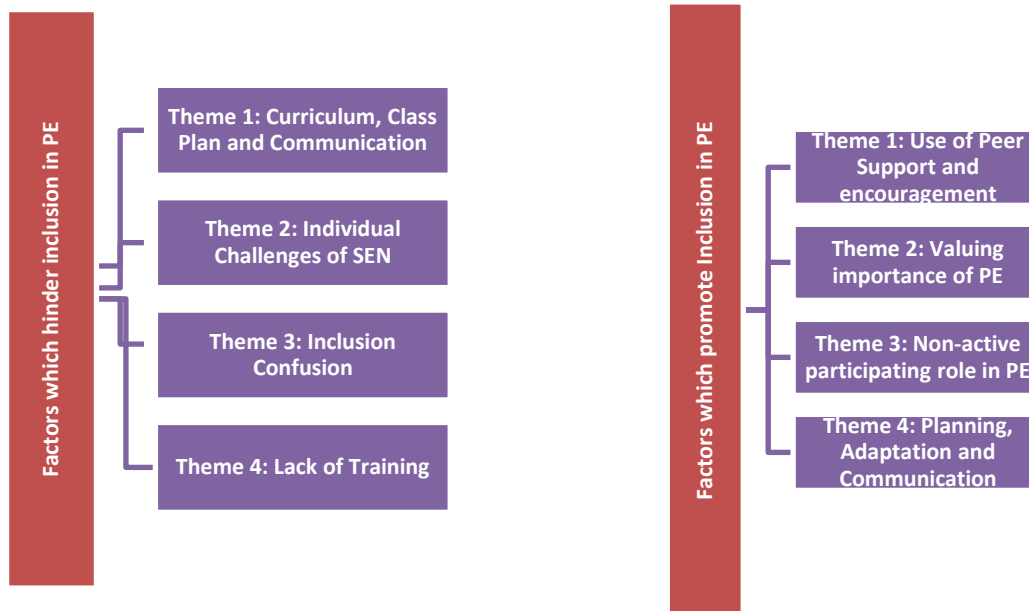 Factors which hinder inclusion in PE
Theme 1: Curriculum, Class
Plan and Communication
Theme 2: Individual
Challenges of SEN
Theme 3: Inclusion
Confusion
Theme 4: Lack of Training
Factors which promote Inclusion in PE
Theme 1: Use of Peer
Support and
encouragement
Theme 2: Valuing
importance of PE
Theme 3: Non-active
participating role in PE
Theme 4: Planning,
Adaptation and
Communication